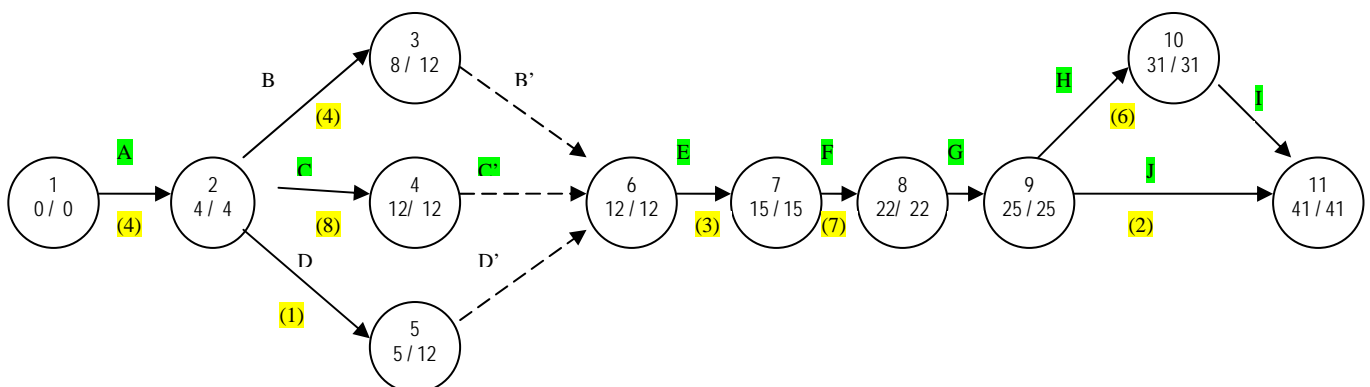 3
8 / 12
10
31 / 31
B
B'
H
I
(4)
(6)
A
C
C'
E
F
G
J
1
0 / 0
2
4 / 4
4
12 / 12
6
12 / 12
7
15 / 15
8
22 / 22
9
25 / 25
11
41 / 41
(4)
(8)
(3)
(7)
(2)
D
D'
(1)
5
5 / 12